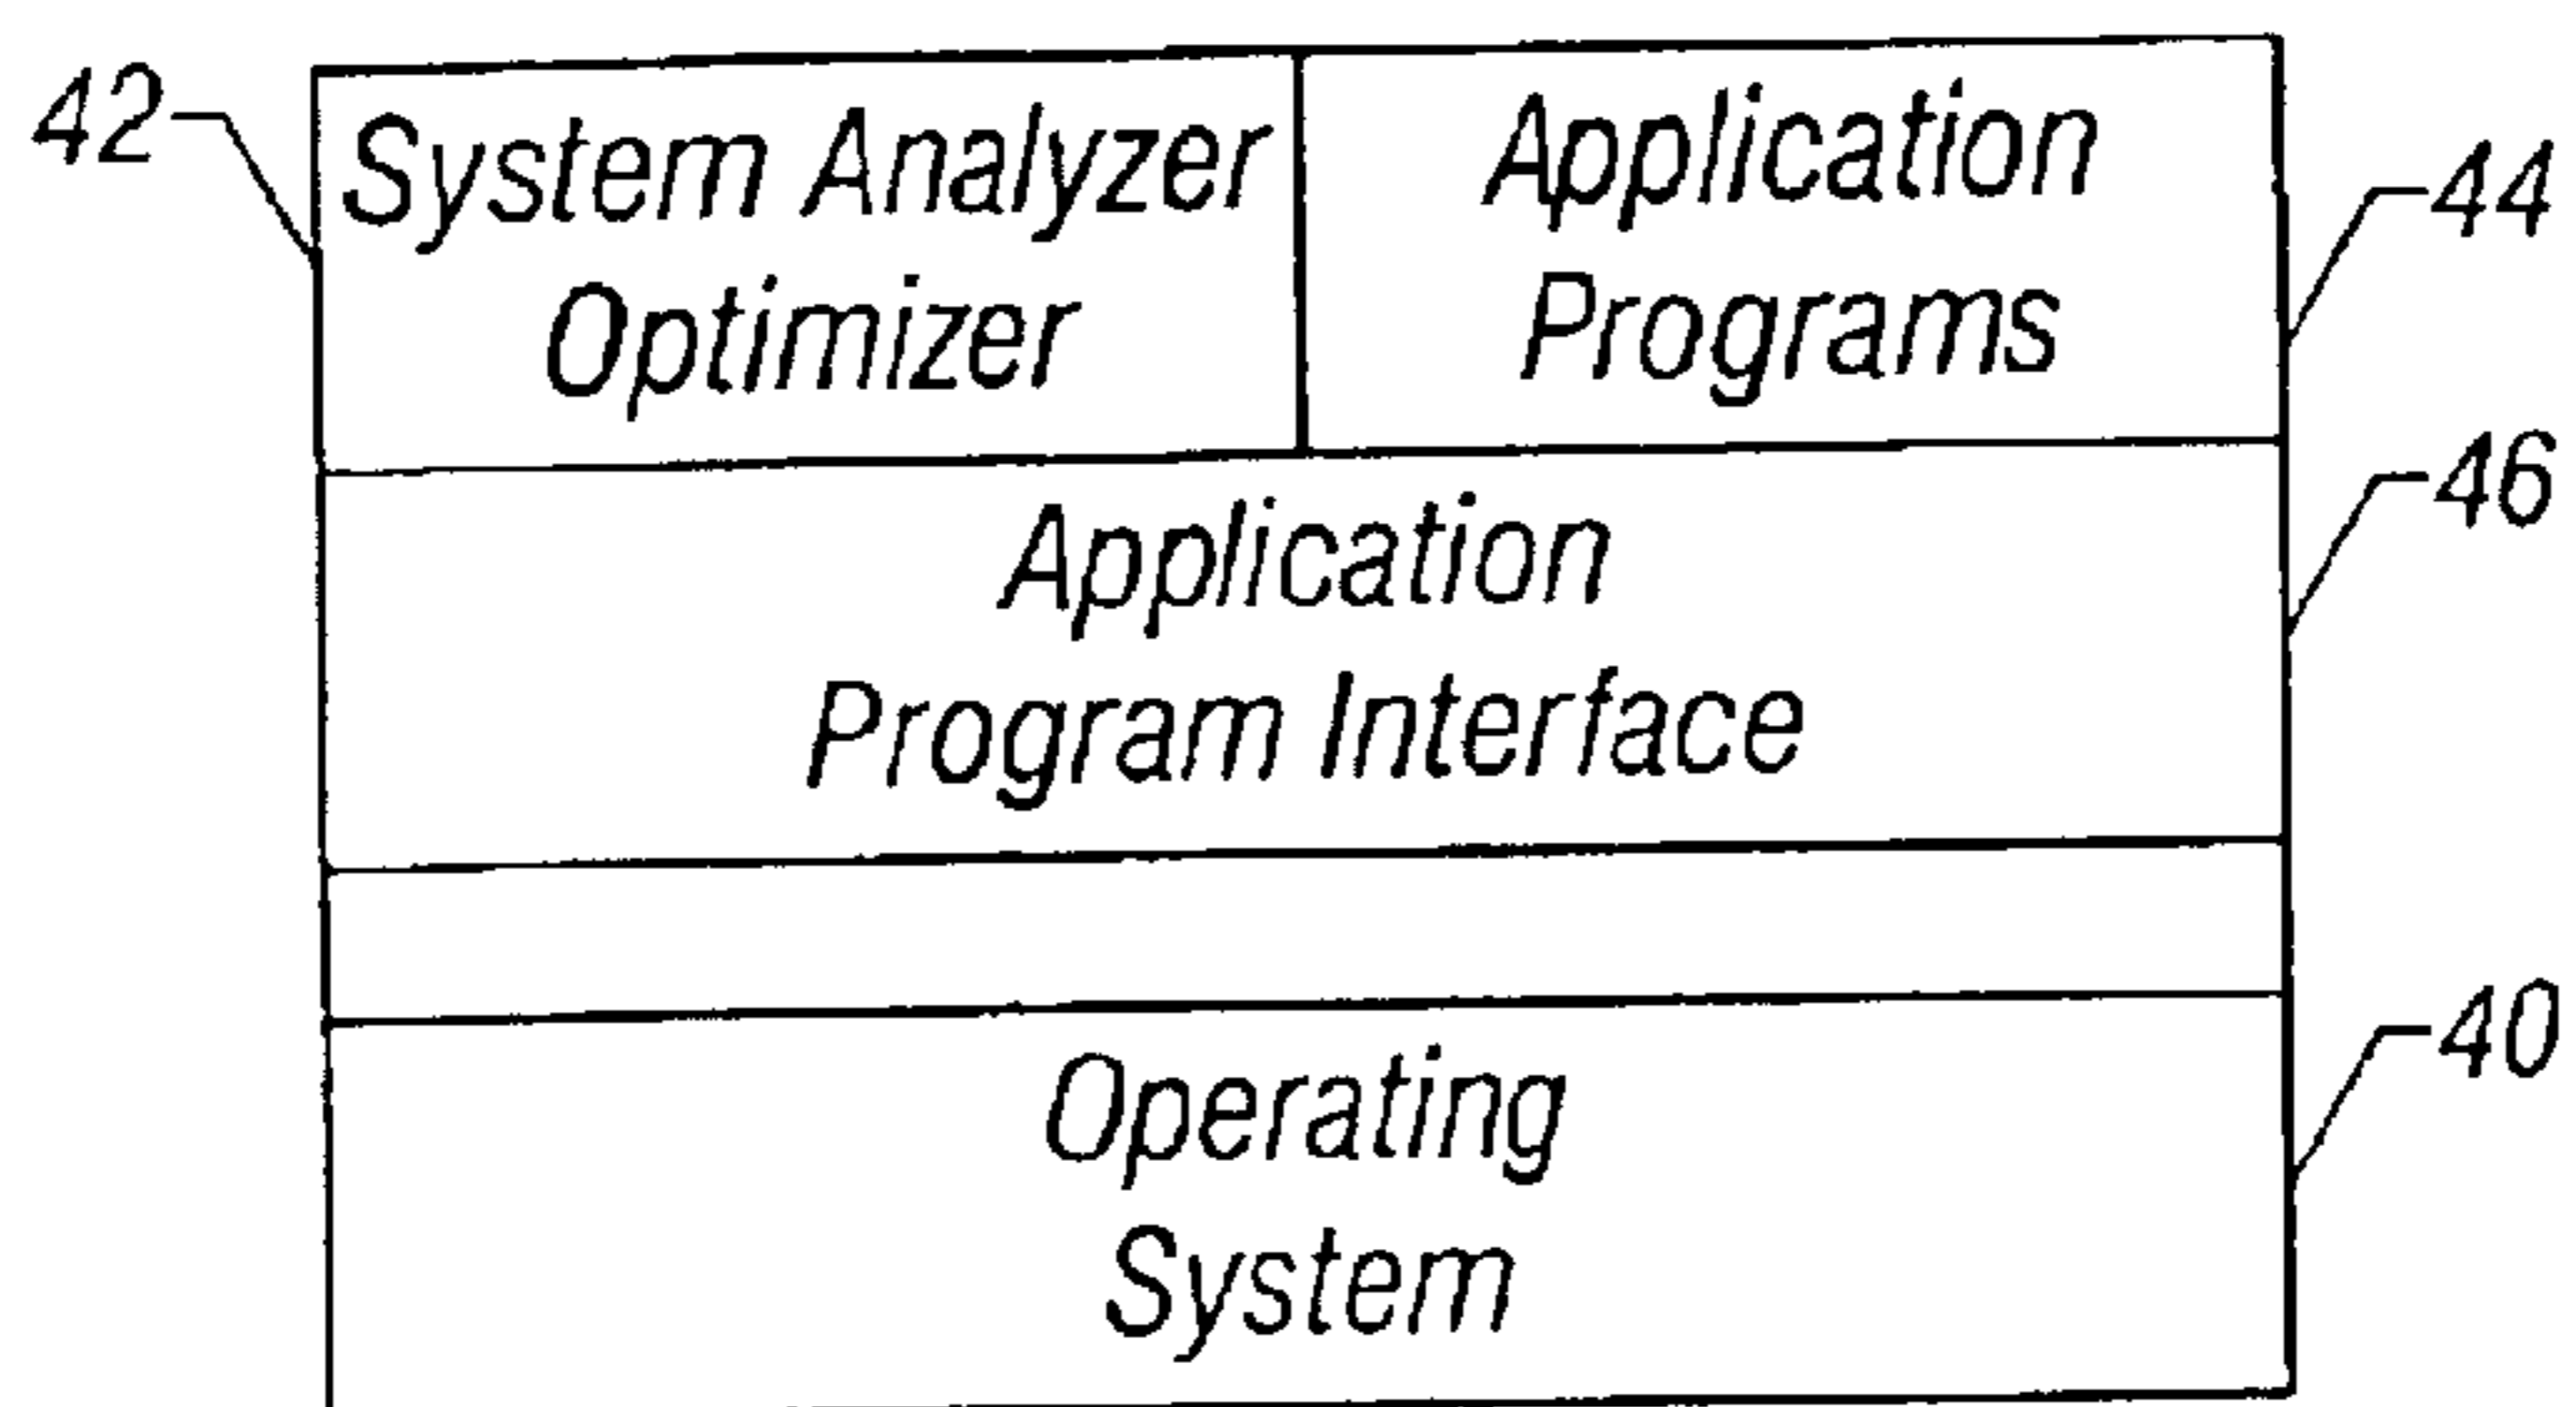 42
System Analyzer
Optimizer
Application
Programs
44
Application
Program Interface
46
Operating
System
40